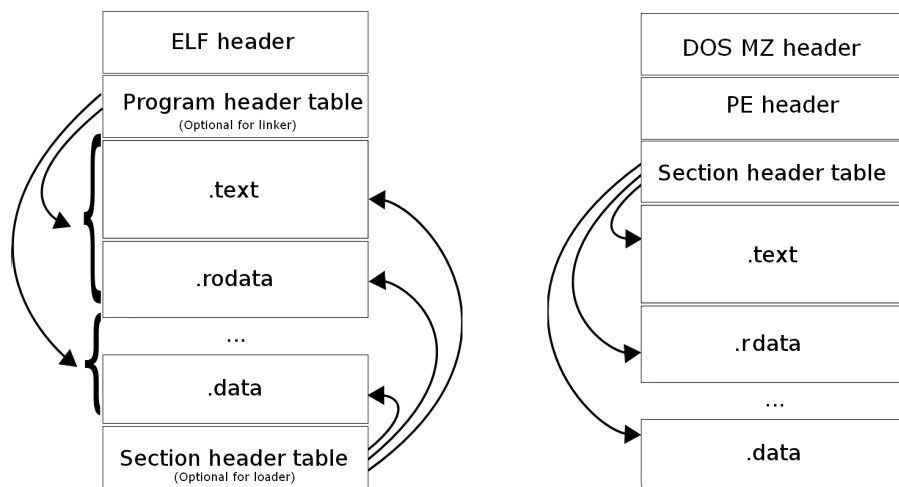 ELF header
Program header table
(Optional for linker)
.text
.rodata
...
.data
Section header table
(Optional for loader)
DOS MZ header
PE header
Section header table
.text
.rdata
...
.data